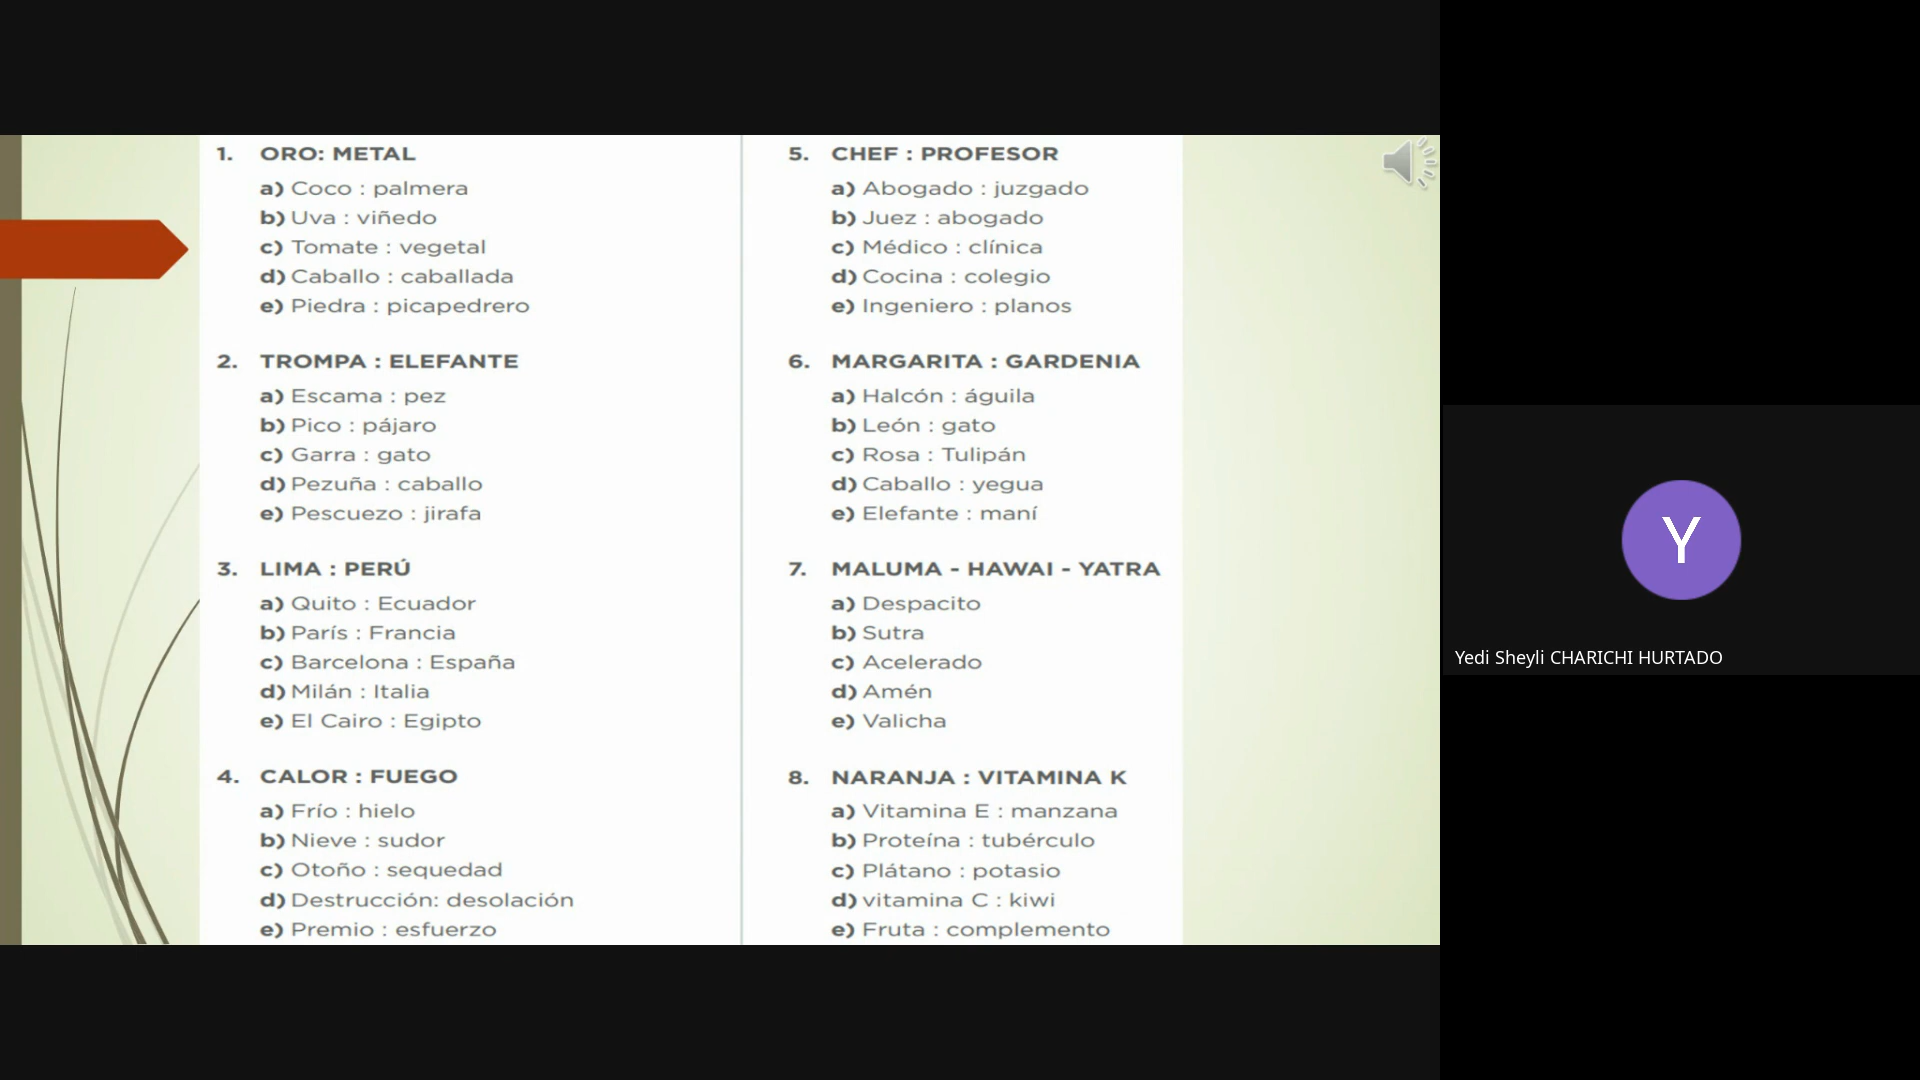 1. ORO: METAL
a) Coco : palmera
b) Uva : viñedo
c) Tomate : vegetal
d) Caballo : caballada
e) Piedra : picapedrero
2. TROMPA : ELEFANTE
a) Escama : pez
b) Pico : pájaro
c) Garra : gato
d) Pezuña : caballo
e) Pescuezo : jirafa
3. LIMA : PERÚ
a) Quito : Ecuador
b) París : Francia
c) Barcelona : España
d) Milán : Italia
e) El Cairo : Egipto
4. CALOR : FUEGO
a) Frío : hielo
b) Nieve : sudor
c) Otoño : sequedad
d) Destrucción: desolación
e) Premio : esfuerzo
5. CHEF : PROFESOR
a) Abogado : juzgado
b) Juez : abogado
c) Médico : clínica
d) Cocina : colegio
e) Ingeniero : planos
6. MARGARITA : GARDENIA
a) Halcón : águila
b) León : gato
c) Rosa : Tulipán
d) Caballo : yegua
e) Elefante : maní
7. MALUMA - HAWAI - YATRA
a) Despacito
b) Sutra
c) Acelerado
d) Amén
e) Valicha
8. NARANJA : VITAMINA K
a) Vitamina E : manzana
b) Proteína : tubérculo
c) Plátano : potasio
d) vitamina C : kiwi
e) Fruta : complemento
Y
Yedi Sheyli CHARICHI HURTADO